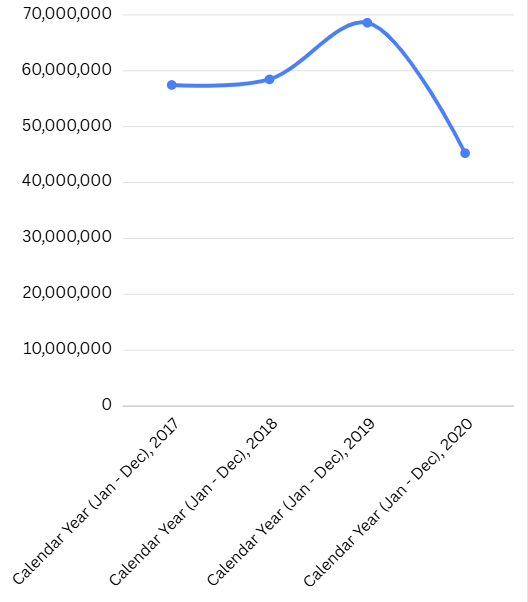 70,000,000
60,000,000
50,000,000
40,000,000
30,000,000
20,000,000
10,000,000
0
Calendar Year (Jan - Dec), 2017
Calendar Year (Jan - Dec), 2018
Calendar Year (Jan - Dec), 2019
Calendar Year (Jan - Dec), 2020